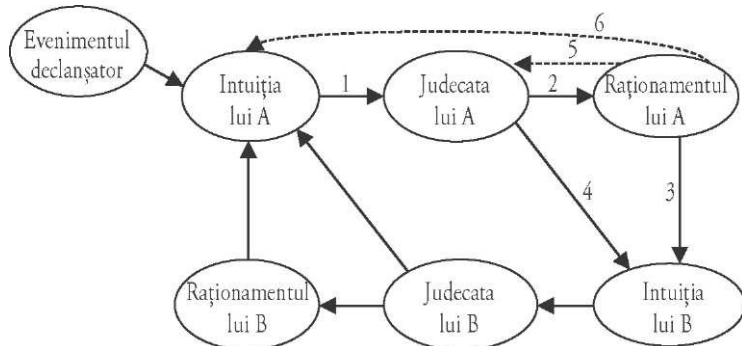 6
Evenimentul
declanșator
5
Intuiția
lui A
1
Judecata
lui A
2
Raționamentul
lui A
4
3
Raționamentul
lui B
Judecata
lui B
Intuiția
lui B